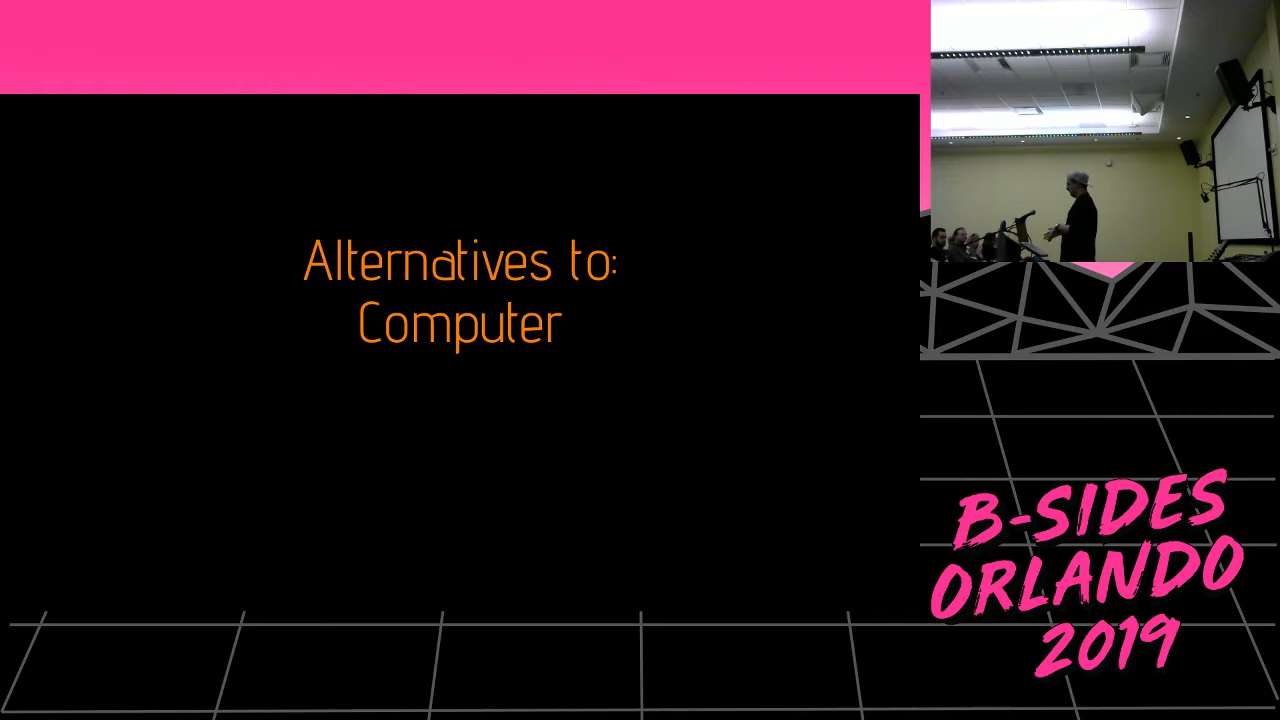 Alternatives to:
Computer
B-SIDES
ORLANDO
2019